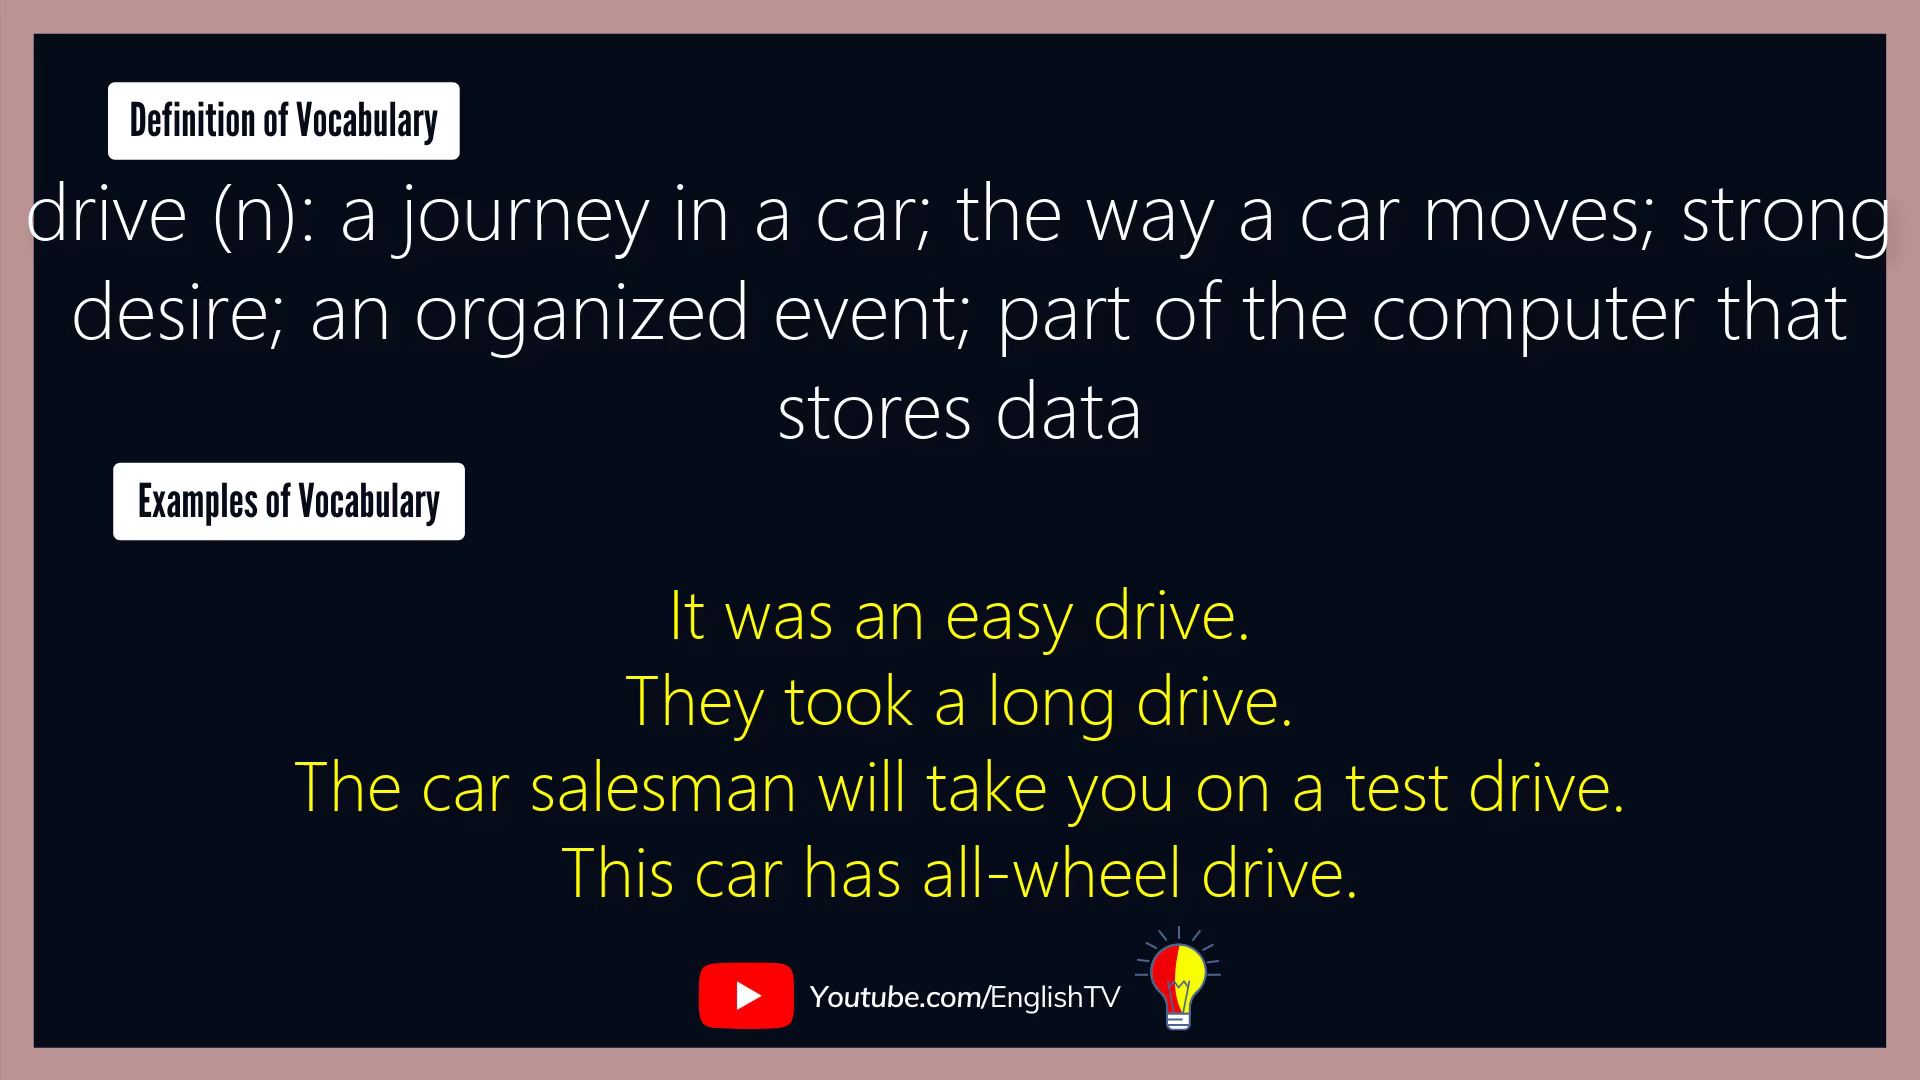 Definition of Vocabulary
drive (n): a journey in a car; the way a car moves; strong
desire; an organized event; part of the computer that
stores data
Examples of Vocabulary
It was an easy drive.
They took a long drive.
The car salesman will take you on a test drive.
This car has all-wheel drive.
Youtube.com/EnglishTV